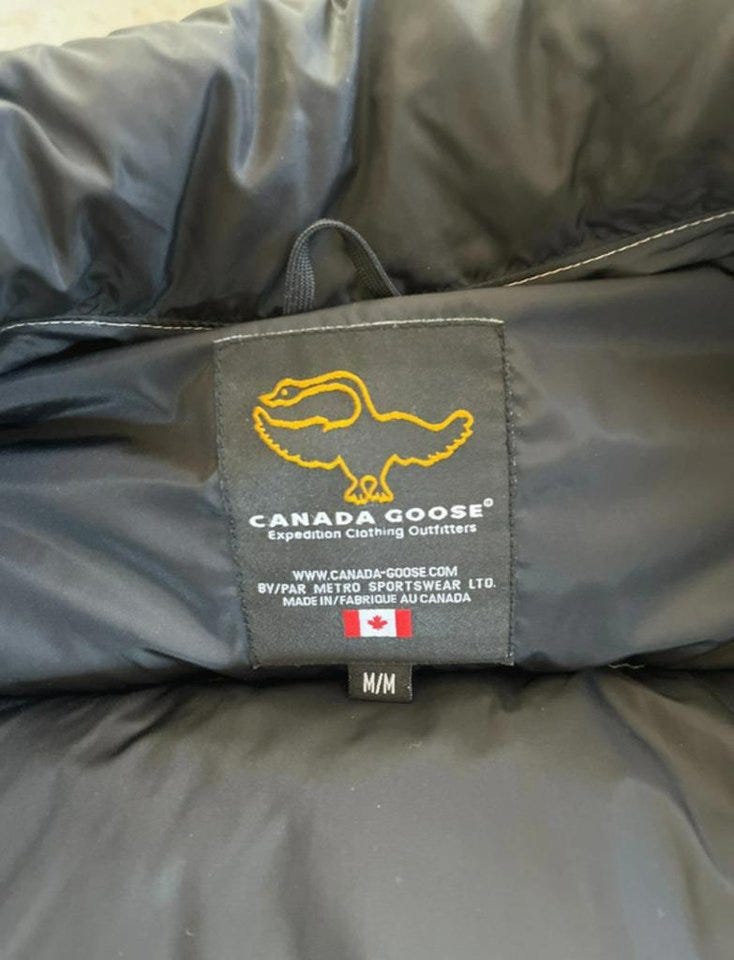 CANADA GOOSE®
Expedition Clothing Outfitters
WWW.CANADA-GOOSE.COM
BY/PAR METRO SPORTSWEAR LTD.
MADE IN/FABRIQUE AU CANADA
M/M